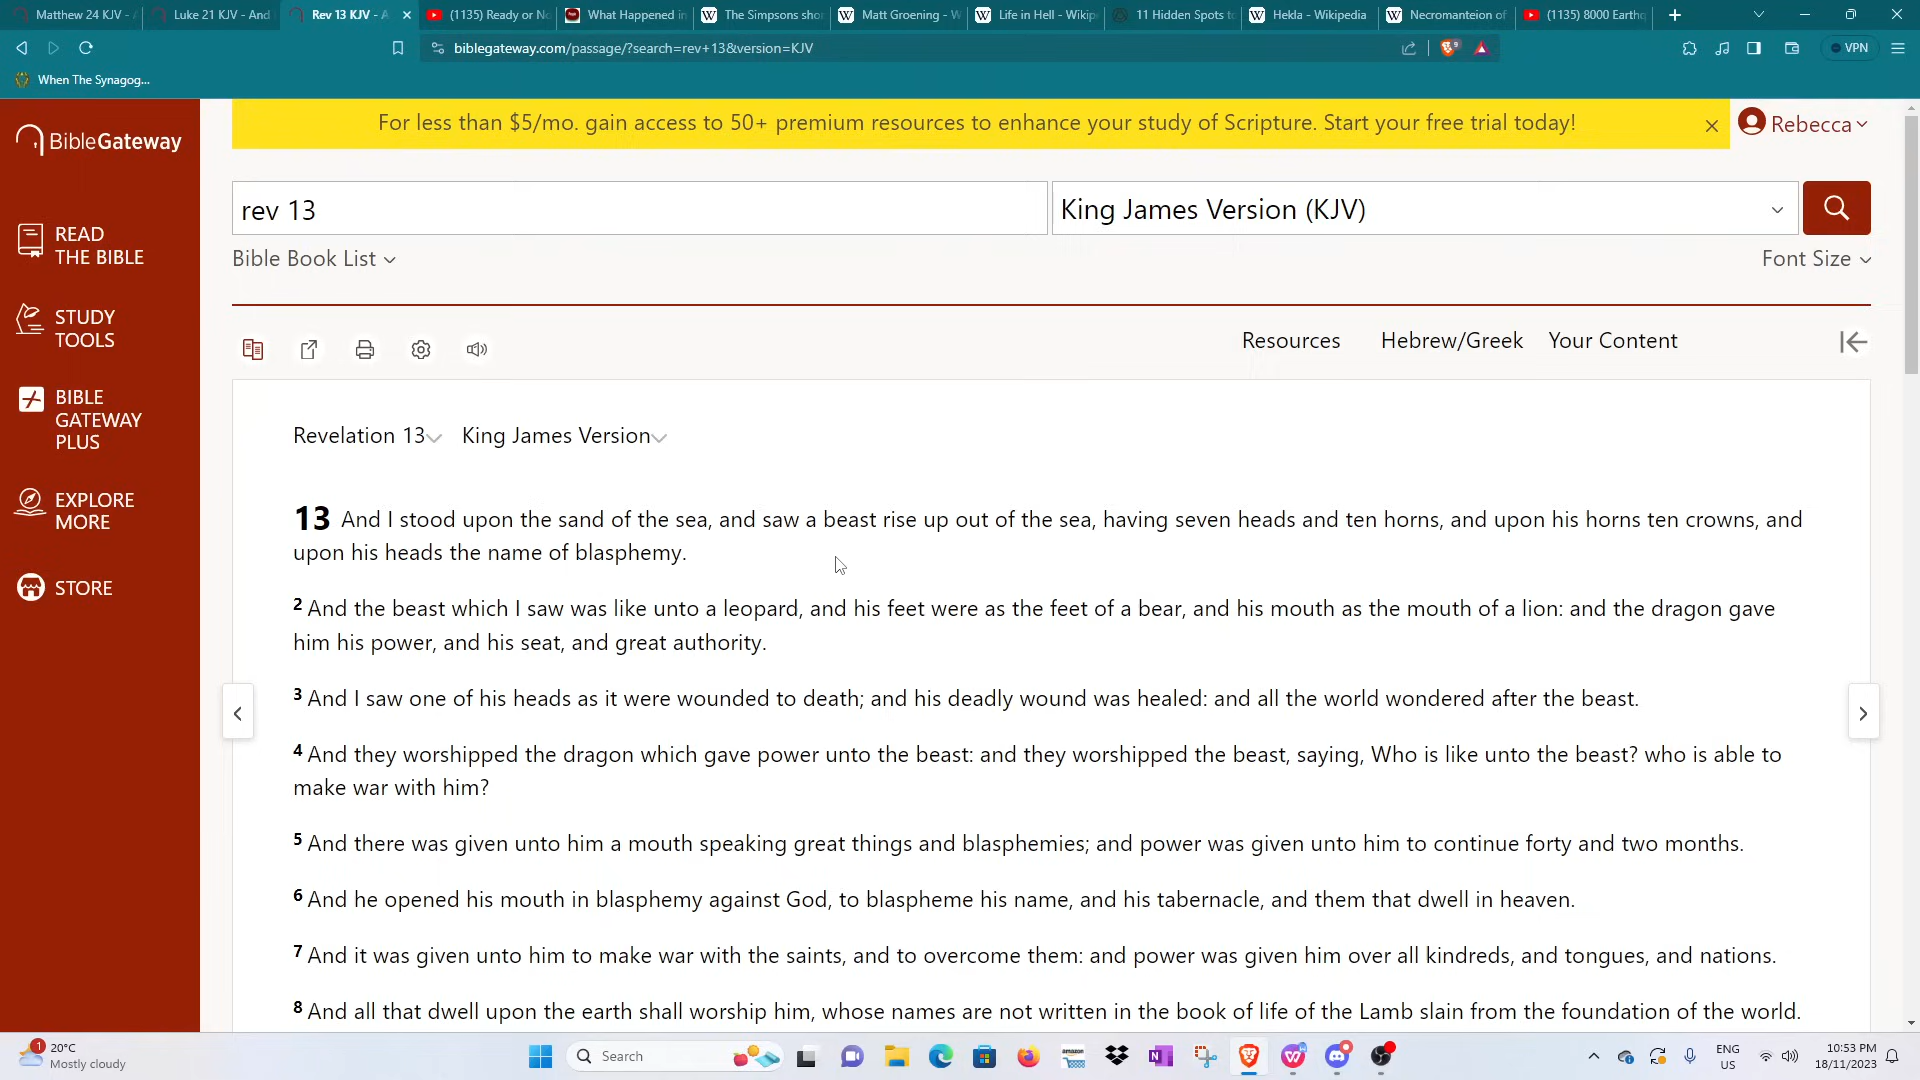 Matthew 24 KJV -
Luke 21 KJV - And
Rev 13 KJV - A
(1135) Ready or No
What Happened in
The Simpsons shor
Matt Groening - W
Life in Hell - Wikip
11 Hidden Spots to
Hekla - Wikipedia
Necromanteion of
(1135) 8000 Earthq
biblegateway.com/passage/?search=rev+13&version=KJV
VPN
When The Synagog...
BibleGateway
For less than $5/mo. gain access to 50+ premium resources to enhance your study of Scripture. Start your free trial today!
Rebecca
rev 13
King James Version (KJV)
Bible Book List
Font Size
READ
THE BIBLE
STUDY
TOOLS
BIBLE
GATEWAY
PLUS
EXPLORE
MORE
STORE
Resources
Hebrew/Greek
Your Content
Revelation 13
King James Version
13 And I stood upon the sand of the sea, and saw a beast rise up out of the sea, having seven heads and ten horns, and upon his horns ten crowns, and
upon his heads the name of blasphemy.
2 And the beast which I saw was like unto a leopard, and his feet were as the feet of a bear, and his mouth as the mouth of a lion: and the dragon gave
him his power, and his seat, and great authority.
3 And I saw one of his heads as it were wounded to death; and his deadly wound was healed: and all the world wondered after the beast.
4 And they worshipped the dragon which gave power unto the beast: and they worshipped the beast, saying, Who is like unto the beast? who is able to
make war with him?
5 And there was given unto him a mouth speaking great things and blasphemies; and power was given unto him to continue forty and two months.
6 And he opened his mouth in blasphemy against God, to blaspheme his name, and his tabernacle, and them that dwell in heaven.
7 And it was given unto him to make war with the saints, and to overcome them: and power was given him over all kindreds, and tongues, and nations.
8 And all that dwell upon the earth shall worship him, whose names are not written in the book of life of the Lamb slain from the foundation of the world.
1
20°C
Mostly cloudy
Search
amazon
ENG
US
10:53 PM
18/11/2023